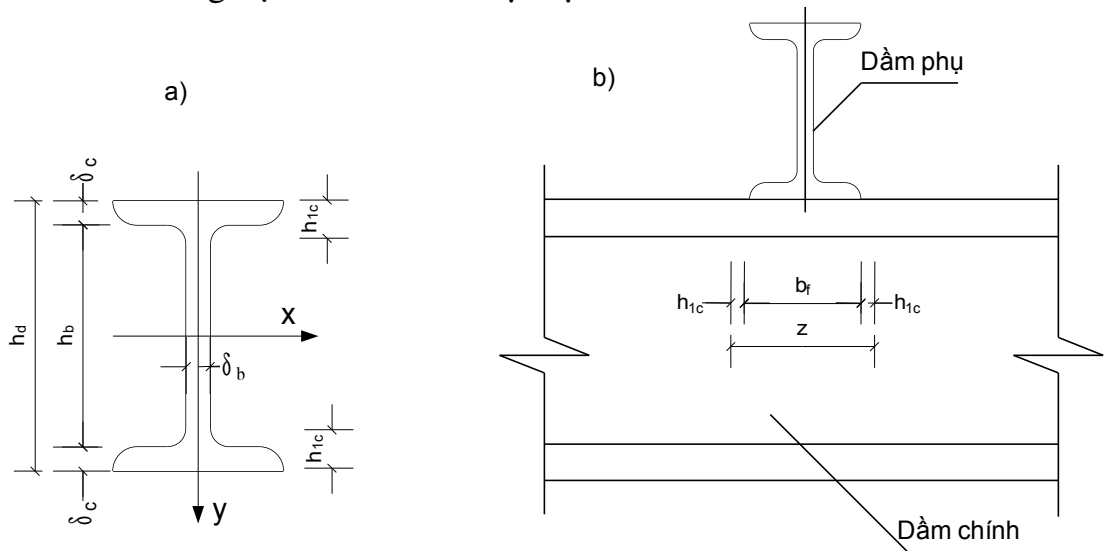 a)
δc
h1c
hd
hb
x
δb
h1c
δc
y
b)
Dầm phụ
h1c
bf
h1c
z
Dầm chính